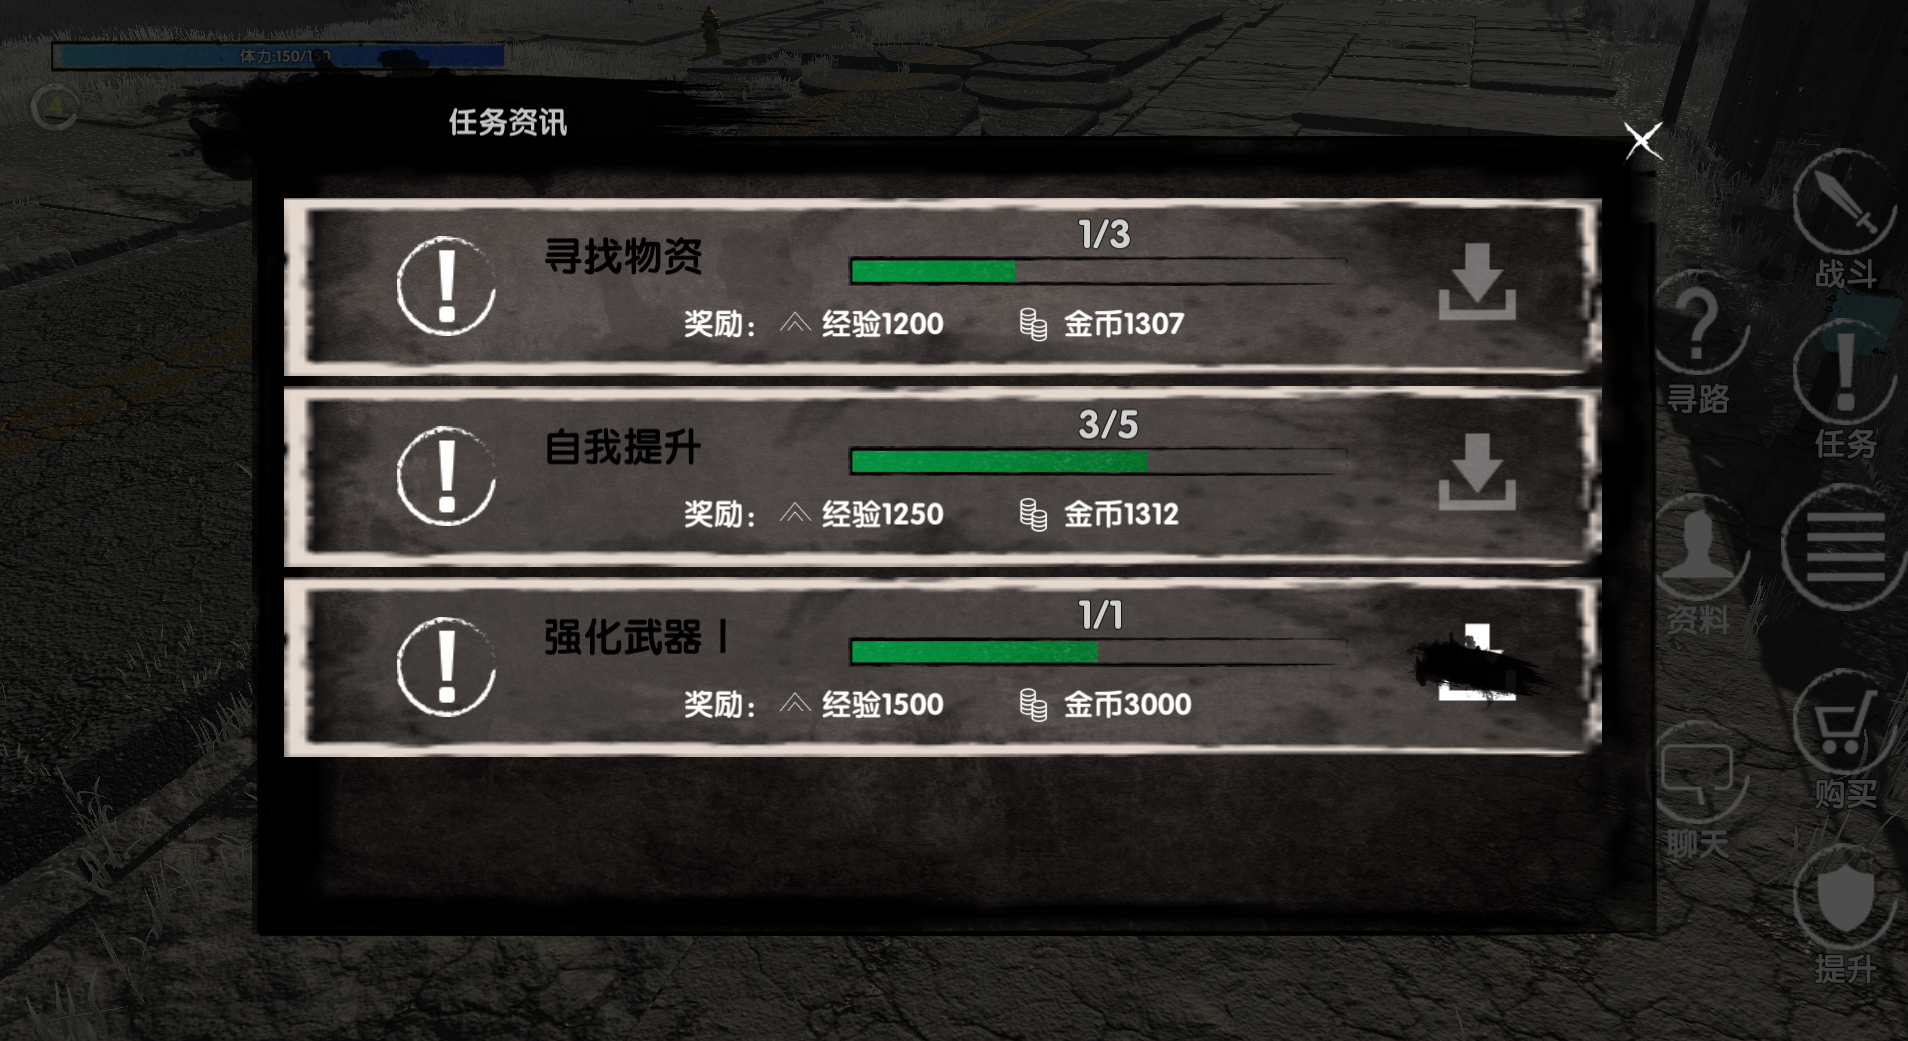 体力:150/150
4
任务资讯
寻找物资
1/3
奖励： 经验1200 金币1307
自我提升
3/5
奖励： 经验1250 金币1312
强化武器 I
1/1
奖励： 经验1500 金币3000
战斗
寻路
任务
资料
购买
聊天
提升